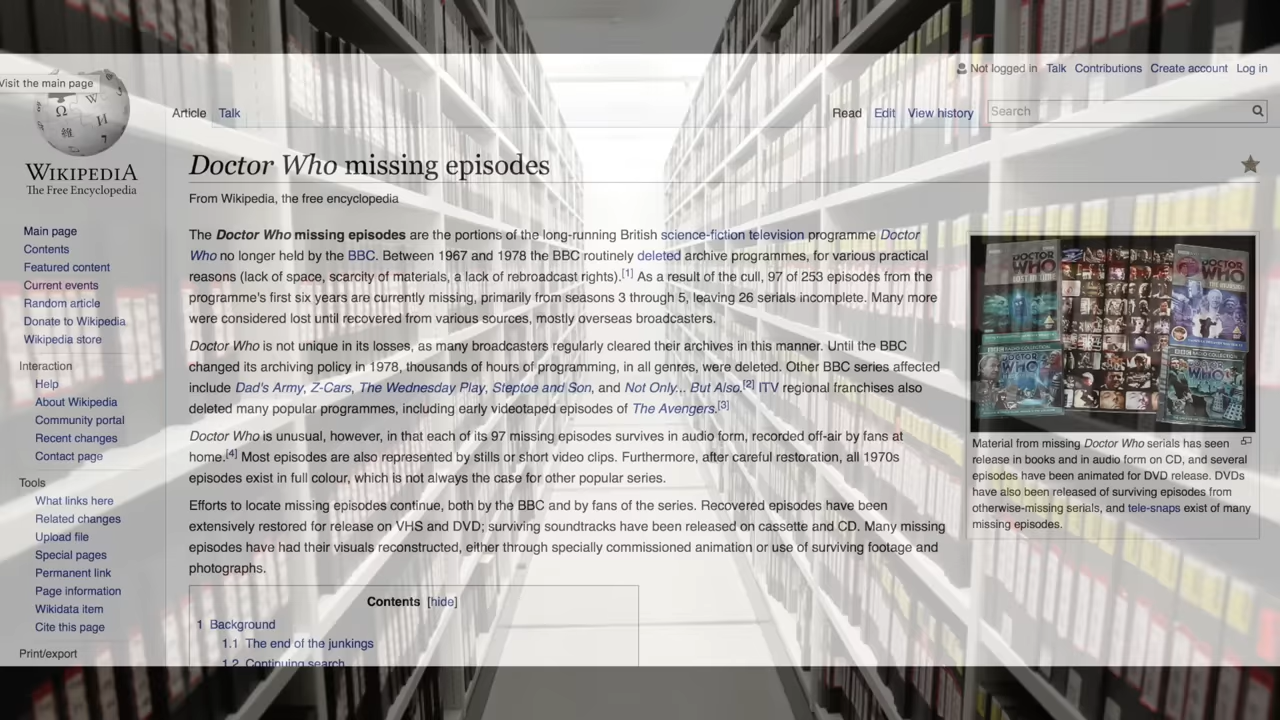 Not logged in Talk Contributions Create account Log in
Visit the main page
WIKIPEDIA
The Free Encyclopedia
Article Talk
Read Edit View history Search
Doctor Who missing episodes
From Wikipedia, the free encyclopedia
The Doctor Who missing episodes are the portions of the long-running British science-fiction television programme Doctor
Who no longer held by the BBC. Between 1967 and 1978 the BBC routinely deleted archive programmes, for various practical
reasons (lack of space, scarcity of materials, a lack of rebroadcast rights).[1] As a result of the cull, 97 of 253 episodes from the
programme's first six years are currently missing, primarily from seasons 3 through 5, leaving 26 serials incomplete. Many more
were considered lost until recovered from various sources, mostly overseas broadcasters.
Doctor Who is not unique in its losses, as many broadcasters regularly cleared their archives in this manner. Until the BBC
changed its archiving policy in 1978, thousands of hours of programming, in all genres, were deleted. Other BBC series affected
include Dad's Army, Z-Cars, The Wednesday Play, Steptoe and Son, and Not Only... But Also.[2] ITV regional franchises also
deleted many popular programmes, including early videotaped episodes of The Avengers.[3]
Doctor Who is unusual, however, in that each of its 97 missing episodes survives in audio form, recorded off-air by fans at
home.[4] Most episodes are also represented by stills or short video clips. Furthermore, after careful restoration, all 1970s
episodes exist in full colour, which is not always the case for other popular series.
Efforts to locate missing episodes continue, both by the BBC and by fans of the series. Recovered episodes have been
extensively restored for release on VHS and DVD; surviving soundtracks have been released on cassette and CD. Many missing
episodes have had their visuals reconstructed, either through specially commissioned animation or use of surviving footage and
photographs.
Contents [hide]
1 Background
1.1 The end of the junkings
1.2 Continuing search
Main page
Contents
Featured content
Current events
Random article
Donate to Wikipedia
Wikipedia store
Interaction
Help
About Wikipedia
Community portal
Recent changes
Contact page
Tools
What links here
Related changes
Upload file
Special pages
Permanent link
Page information
Wikidata item
Cite this page
Print/export
DOCTOR
WHO
DOCTOR
WHO
Material from missing Doctor Who serials has seen
release in books and in audio form on CD, and several
episodes have been animated for DVD release. DVDs
have also been released of surviving episodes from
otherwise-missing serials, and tele-snaps exist of many
missing episodes.